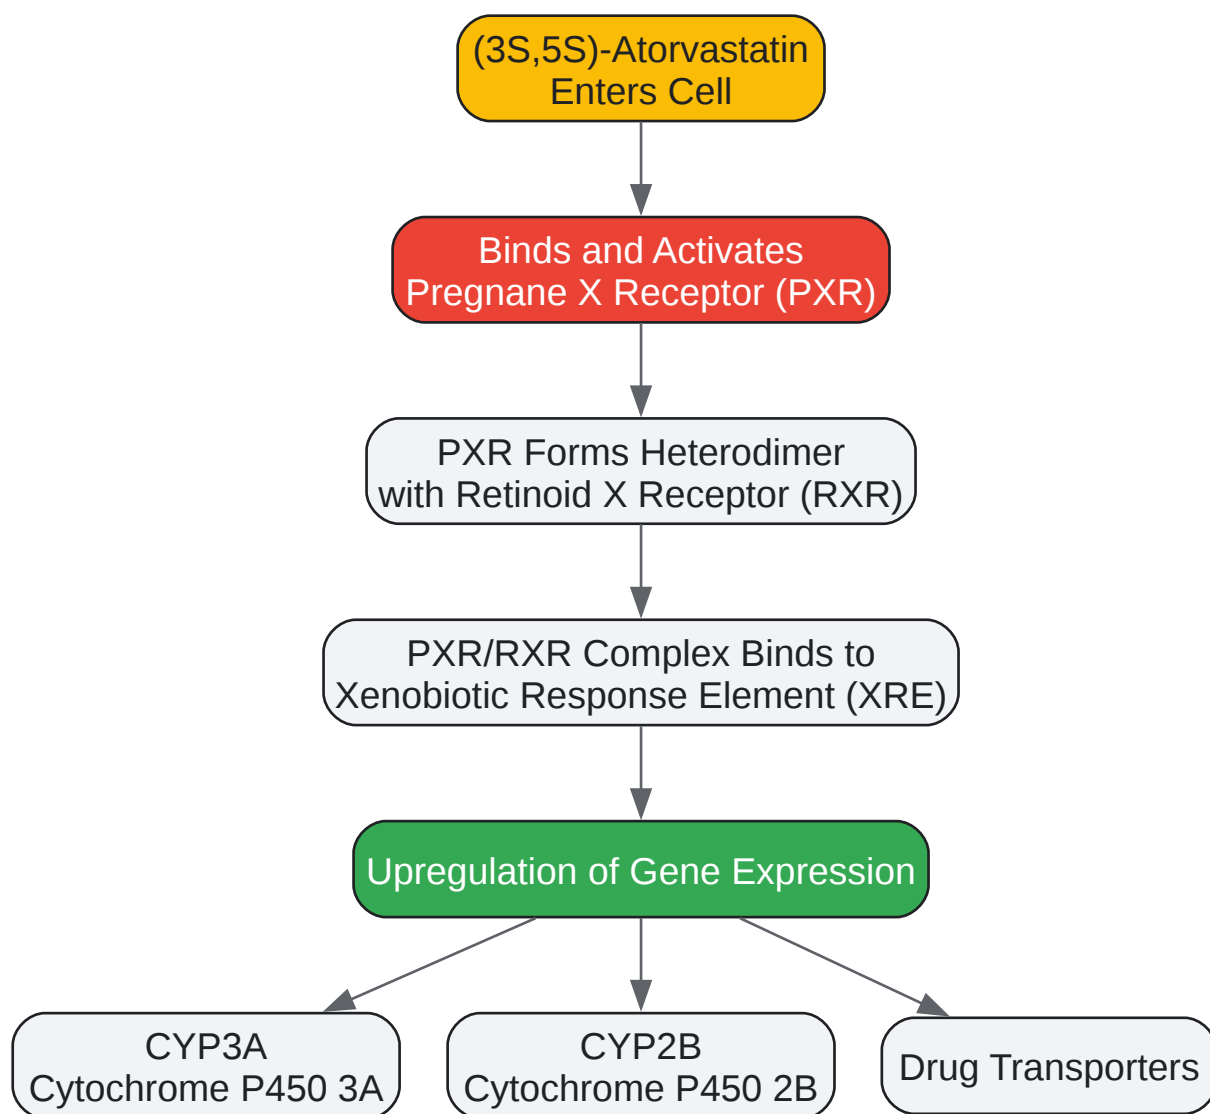 (3S,5S)-Atorvastatin
Enters Cell
Binds and Activates
Pregnane X Receptor (PXR)
PXR Forms Heterodimer
with Retinoid X Receptor (RXR)
PXR/RXR Complex Binds to
Xenobiotic Response Element (XRE)
Upregulation of Gene Expression
CYP3A
Cytochrome P450 3A
CYP2B
Cytochrome P450 2B
Drug Transporters